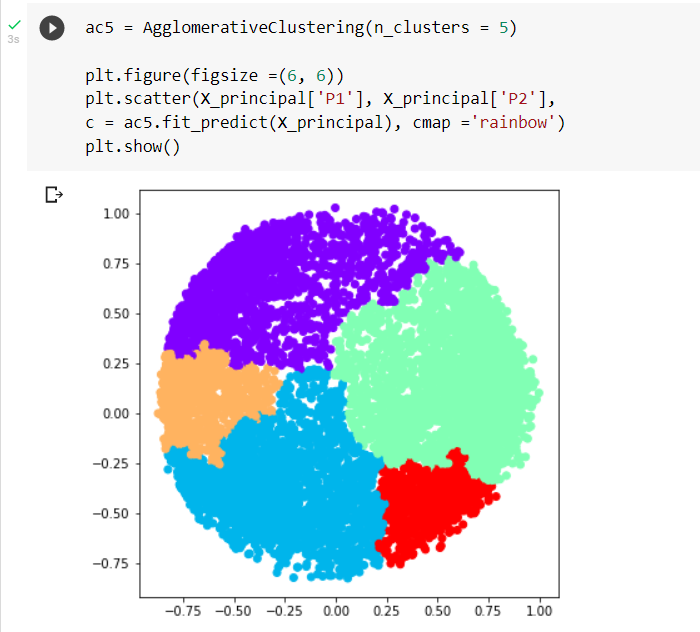 ac5 = AgglomerativeClustering(n_clusters = 5)
3s
plt.figure(figsize =(6, 6))
plt.scatter(X_principal['P1'], X_principal['P2'],
c = ac5.fit_predict(X_principal), cmap ='rainbow')
plt.show()
1.00
0.75
0.50
0.25
0.00
−0.25
−0.50
−0.75
−0.75 −0.50 −0.25 0.00 0.25 0.50 0.75 1.00